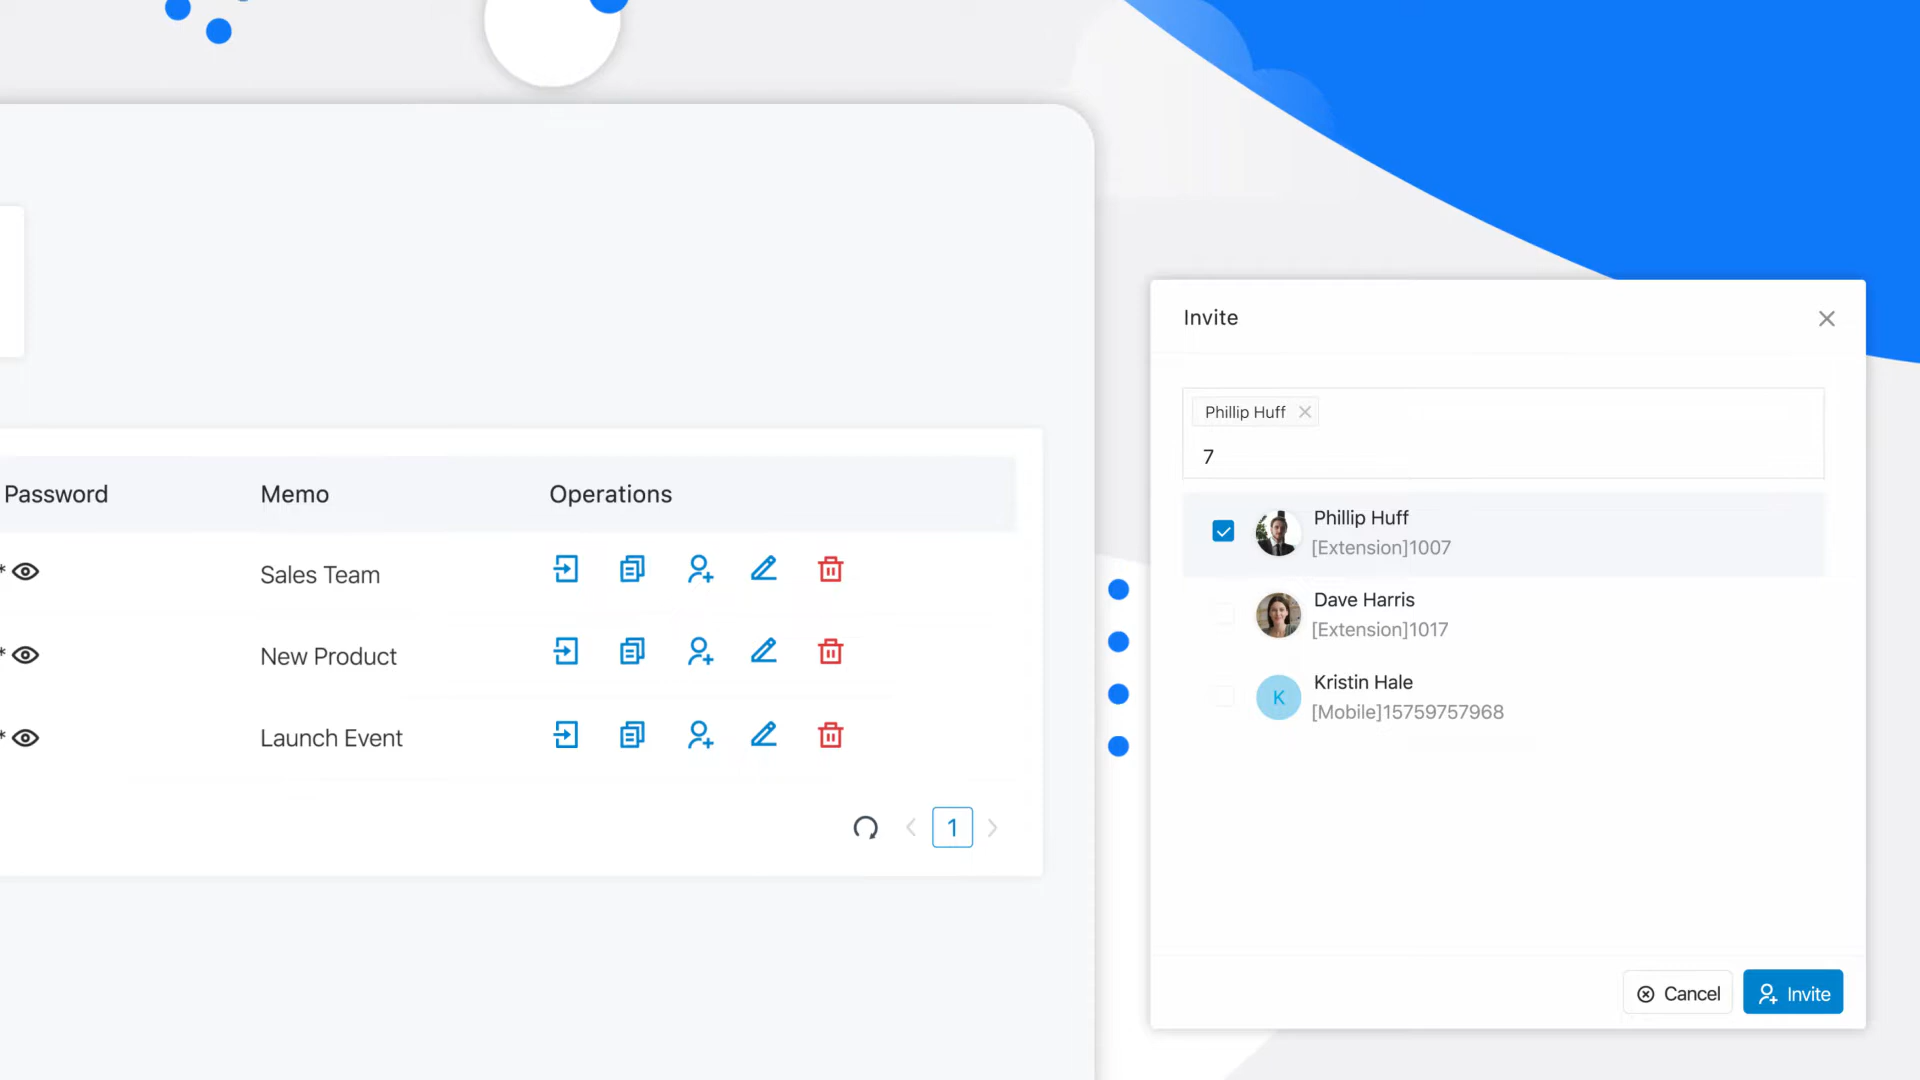 Password Memo Operations
* Sales Team
* New Product
* Launch Event
1
Invite
Phillip Huff
7
Phillip Huff
[Extension]1007
Dave Harris
[Extension]1017
K
Kristin Hale
[Mobile]15759757968
Cancel Invite